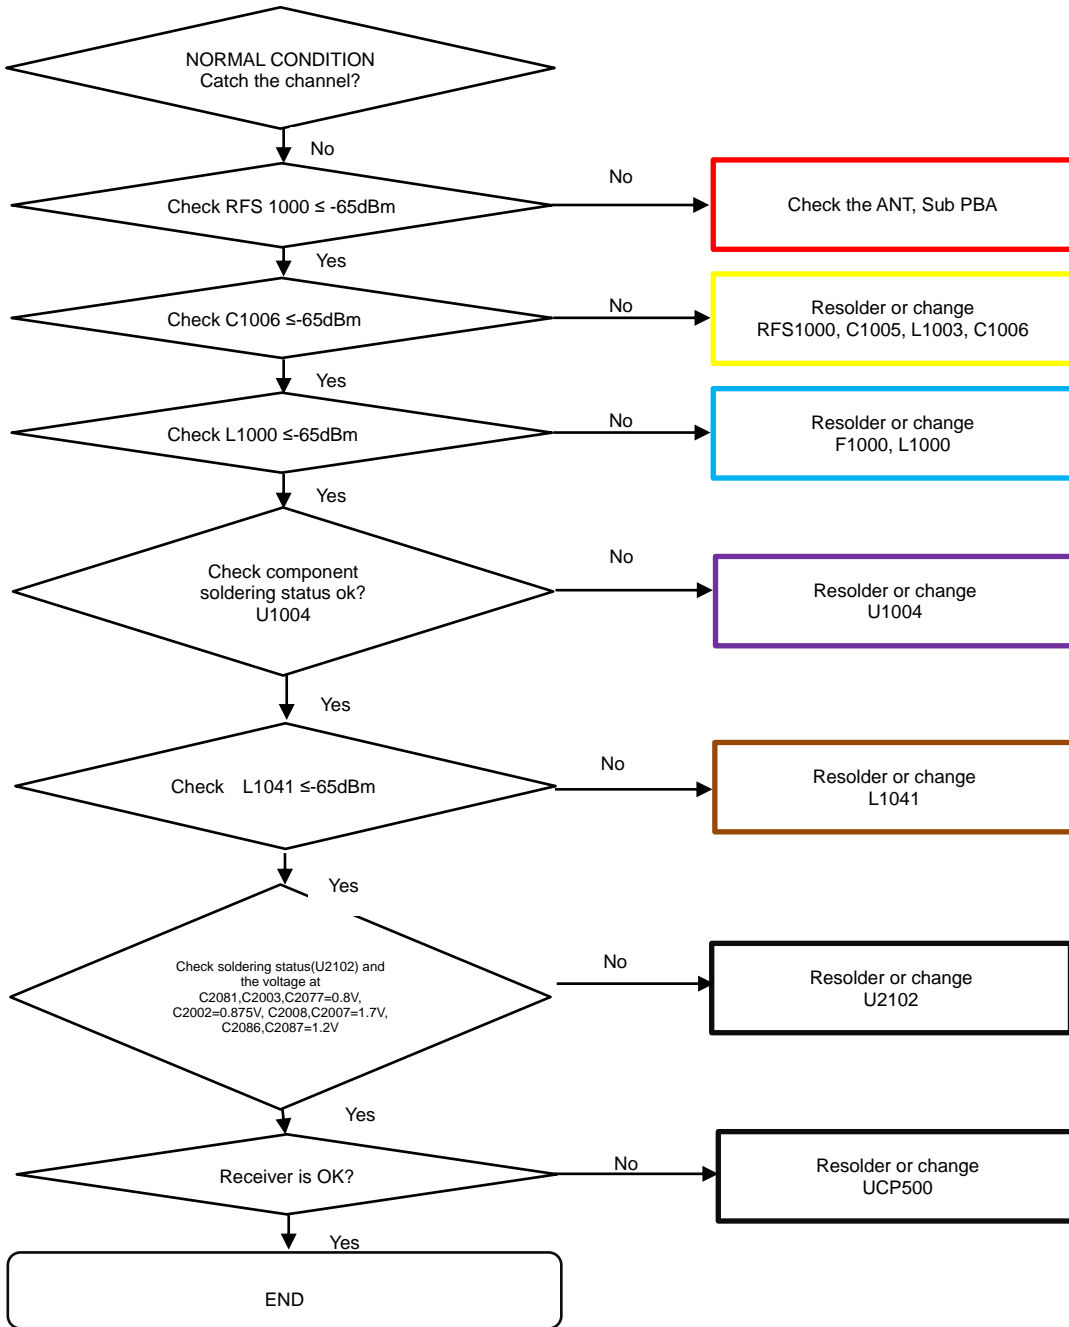 NORMAL CONDITION
Catch the channel?
No
Check RFS 1000 ≤ -65dBm
No
Check the ANT, Sub PBA
Yes
Check C1006 ≤-65dBm
No
Resolder or change
RFS1000, C1005, L1003, C1006
Yes
Check L1000 ≤-65dBm
No
Resolder or change
F1000, L1000
Yes
Check component
soldering status ok?
U1004
No
Resolder or change
U1004
Yes
Check L1041 ≤-65dBm
No
Resolder or change
L1041
Yes
Check soldering status(U2102) and
the voltage at
C2081,C2003,C2077=0.8V,
C2002=0.875V, C2008,C2007=1.7V,
C2086,C2087=1.2V
No
Resolder or change
U2102
Yes
Receiver is OK?
No
Resolder or change
UCP500
Yes
END